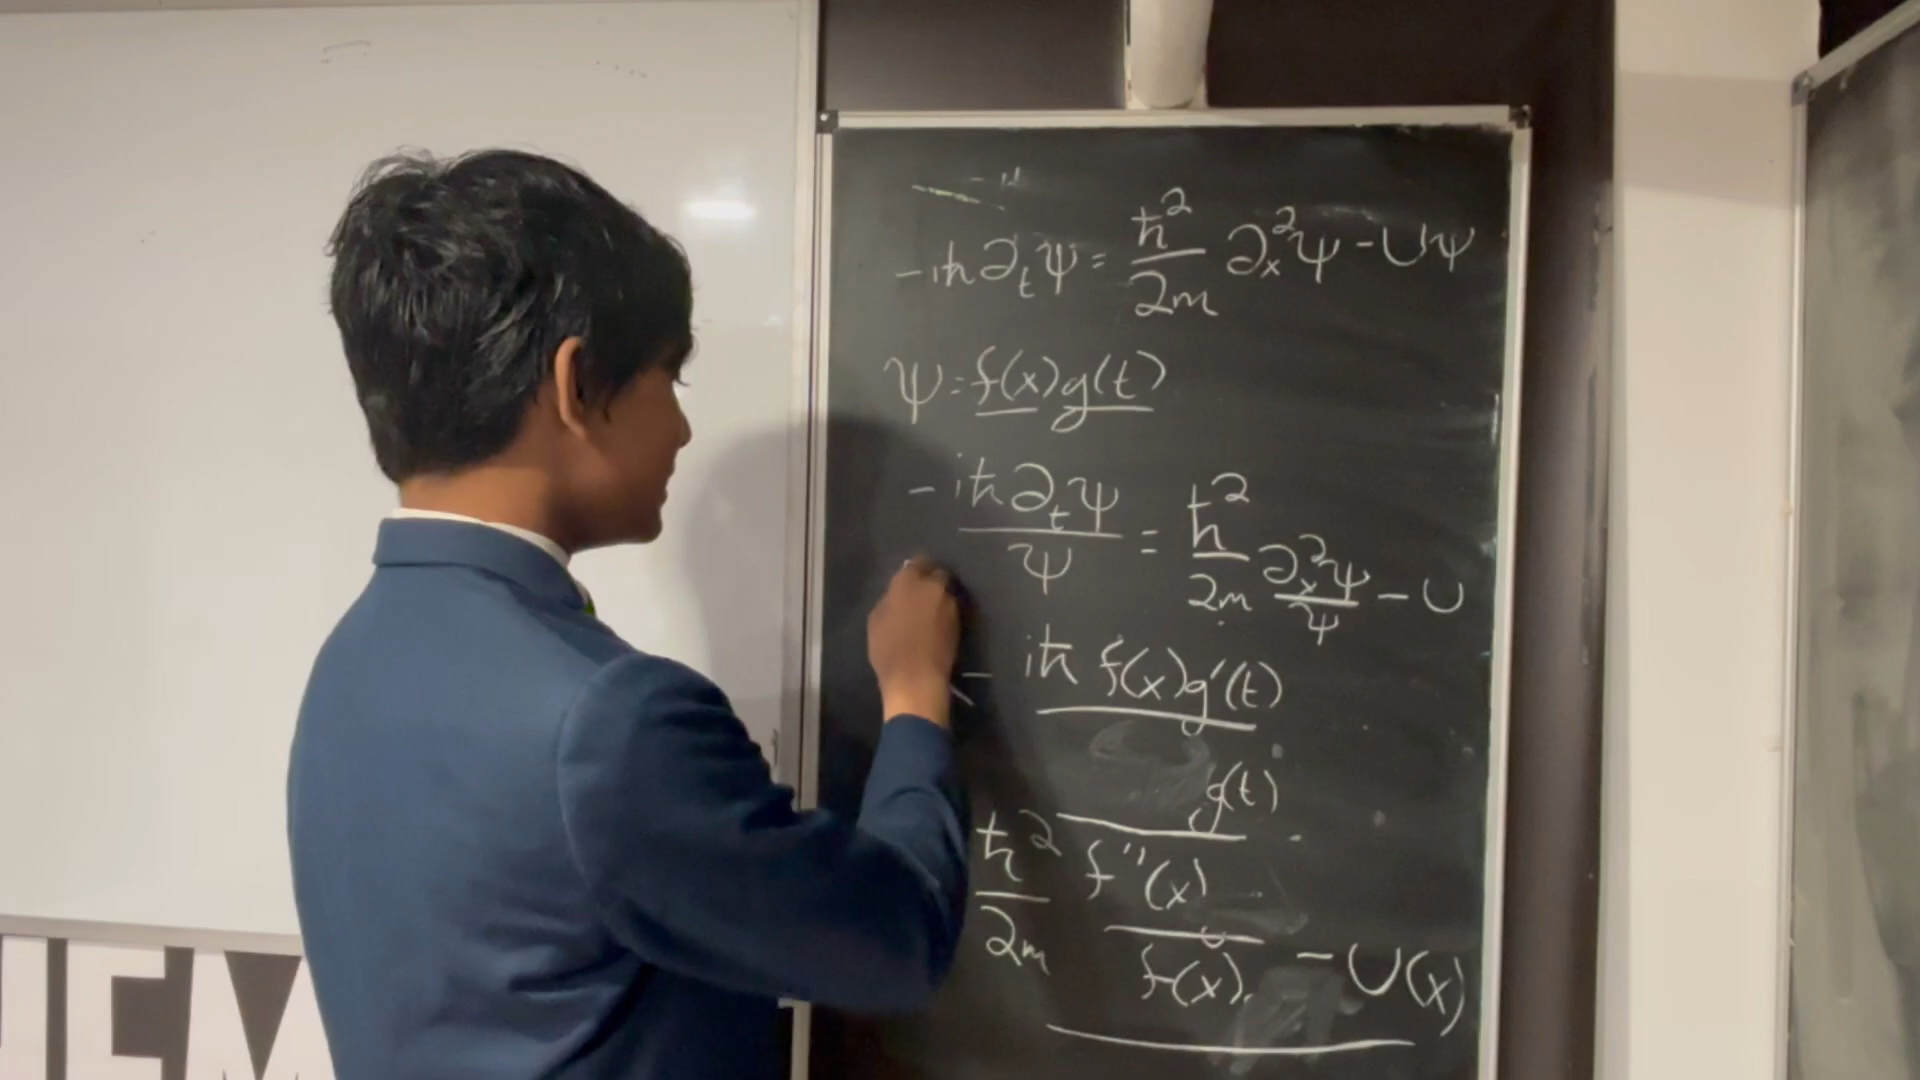 -iħ∂ₜψ = ħ²/2m ∂ₓ²ψ - Uψ
ψ = f(x)g(t)
-iħ∂ₜψ/ψ = ħ²/2m ∂ₓ²ψ/ψ - U
- iħ f(x)g'(t)
g(t)
ħ²/2m f''(x)/f(x) - U(x)